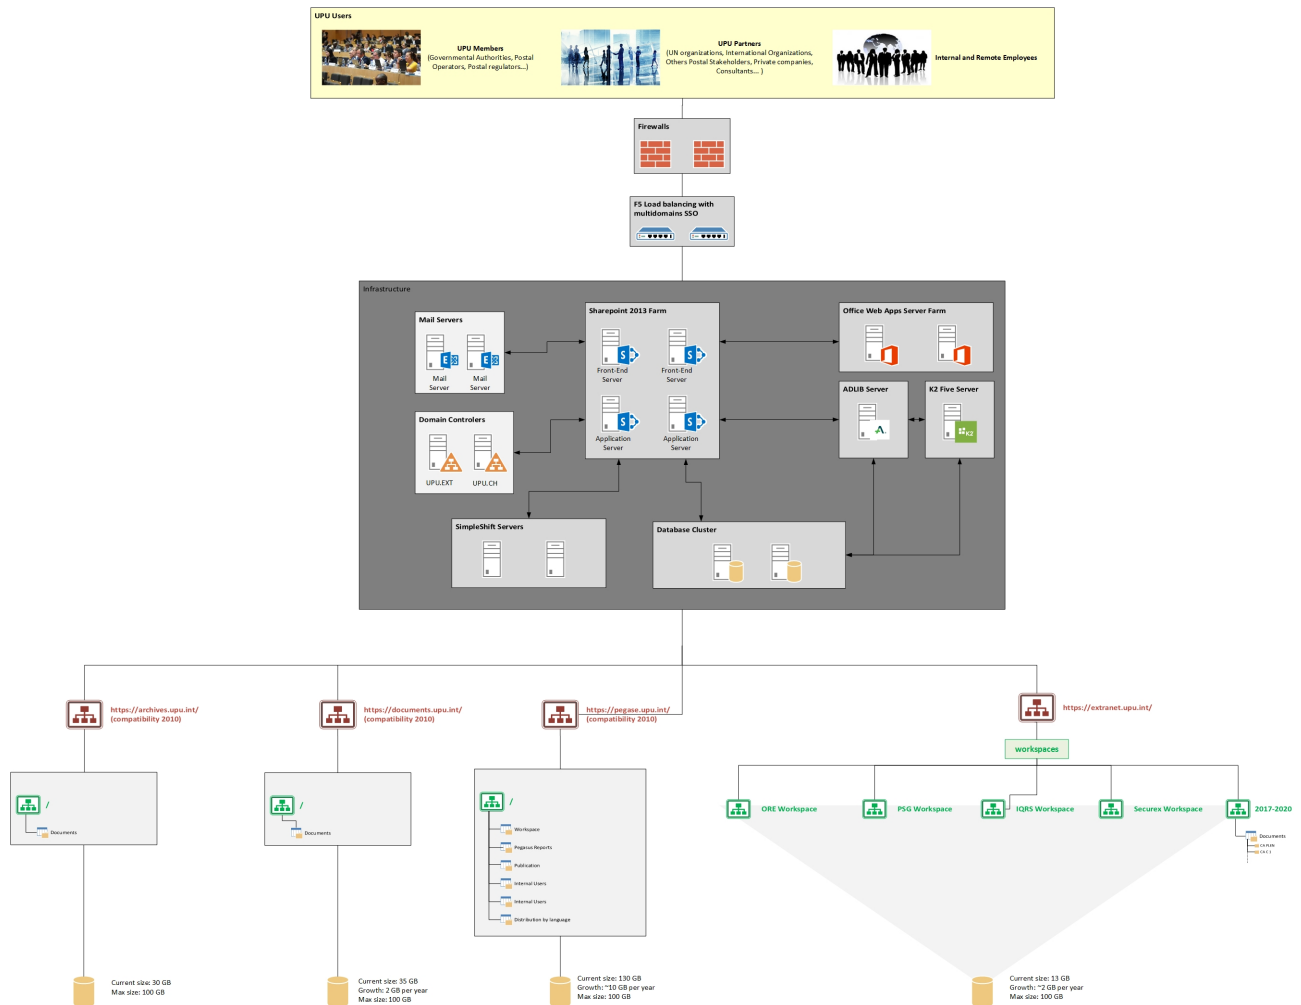 UPU Users
UPU Members
(Governmental Authorities, Postal
Operators, Postal regulators...)
UPU Partners
(UN organizations, International Organizations,
Others Postal Stakeholders, Private companies,
Consultants... )
Internal and Remote Employees
Firewalls
F5 Load balancing with
multidomains SSO
Infrastructure
Mail Servers
Mail
Server
Mail
Server
Sharepoint 2013 Farm
Front-End
Server
Front-End
Server
Application
Server
Application
Server
Office Web Apps Server Farm
Domain Controlers
UPU.EXT
UPU.CH
ADLIB Server
K2 Five Server
K2
SimpleShift Servers
Database Cluster
https://archives.upu.int/
(compatibility 2010)
https://documents.upu.int/
(compatibility 2010)
https://pegase.upu.int/
(compatibility 2010)
https://extranet.upu.int/
workspaces
/
Documents
/
Documents
/
Workspace
Pegasus Reports
Publication
Internal Users
Internal Users
Distribution by language
ORE Workspace
PSG Workspace
IQRS Workspace
Securex Workspace
2017-2020
Documents
CA PLEN
CA C 1
Current size: 30 GB
Max size: 100 GB
Current size: 35 GB
Growth: 2 GB per year
Max size: 100 GB
Current size: 130 GB
Growth: ~10 GB per year
Max size: 100 GB
Current size: 13 GB
Growth: ~2 GB per year
Max size: 100 GB